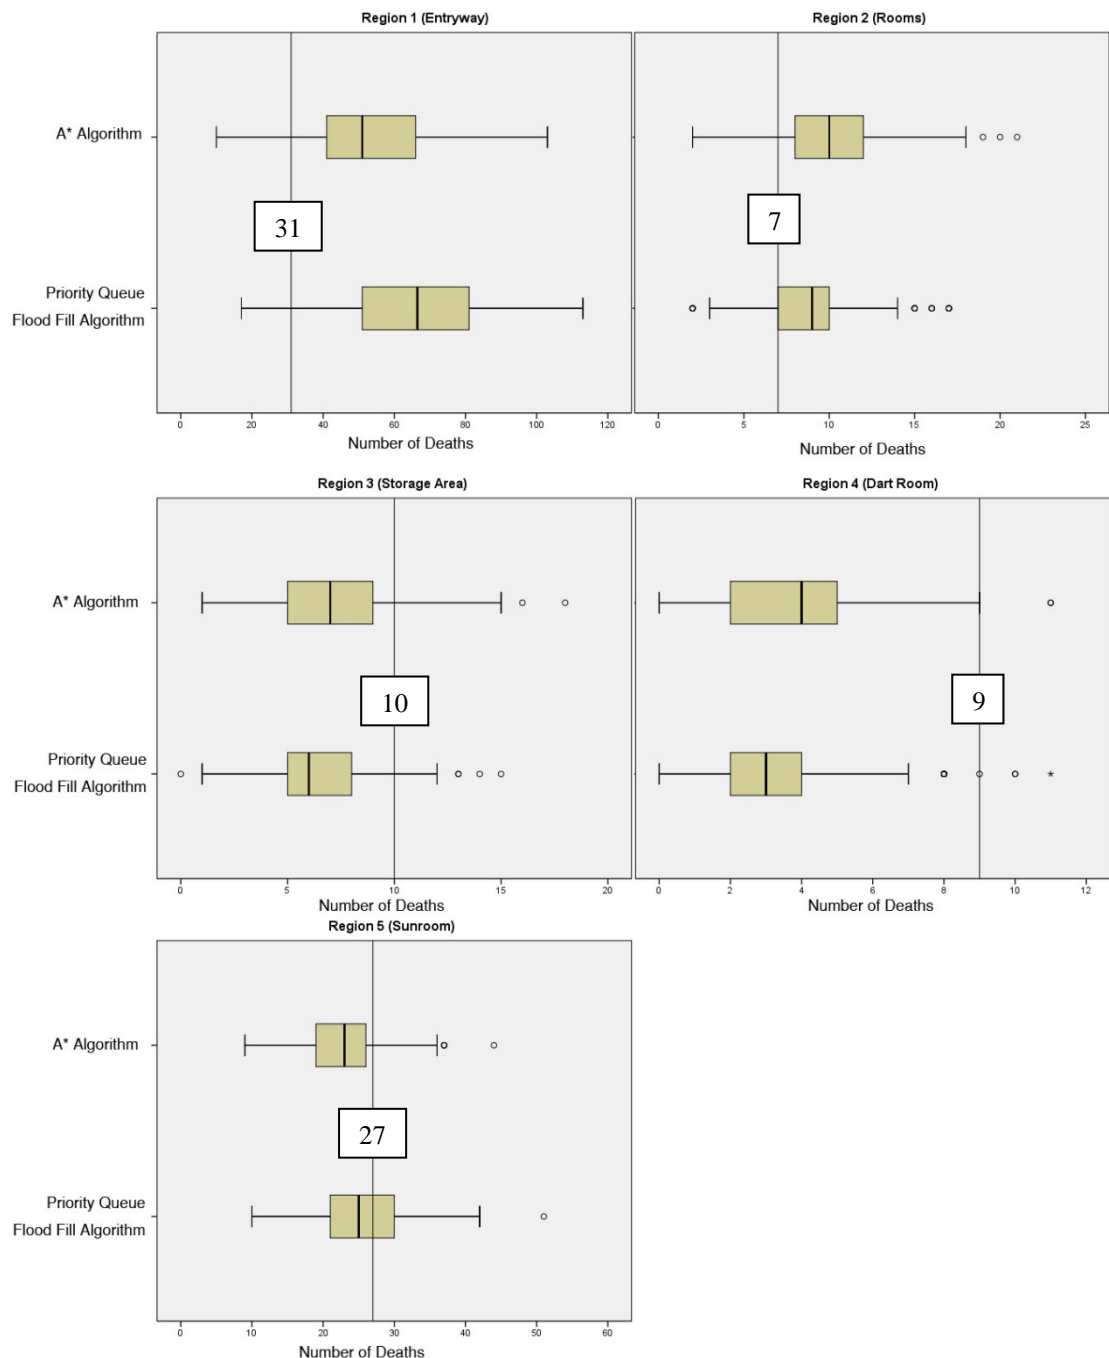 Region 1 (Entryway)
Region 2 (Rooms)
A* Algorithm
31
7
Priority Queue
Flood Fill Algorithm
0 20 40 60 80 100 120
0 5 10 15 20 25
Number of Deaths
Number of Deaths
Region 3 (Storage Area)
Region 4 (Dart Room)
A* Algorithm
10
9
Priority Queue
Flood Fill Algorithm
0 5 10 15 20
0 2 4 6 8 10 12
Number of Deaths
Number of Deaths
Region 5 (Sunroom)
A* Algorithm
27
Priority Queue
Flood Fill Algorithm
0 10 20 30 40 50 60
Number of Deaths